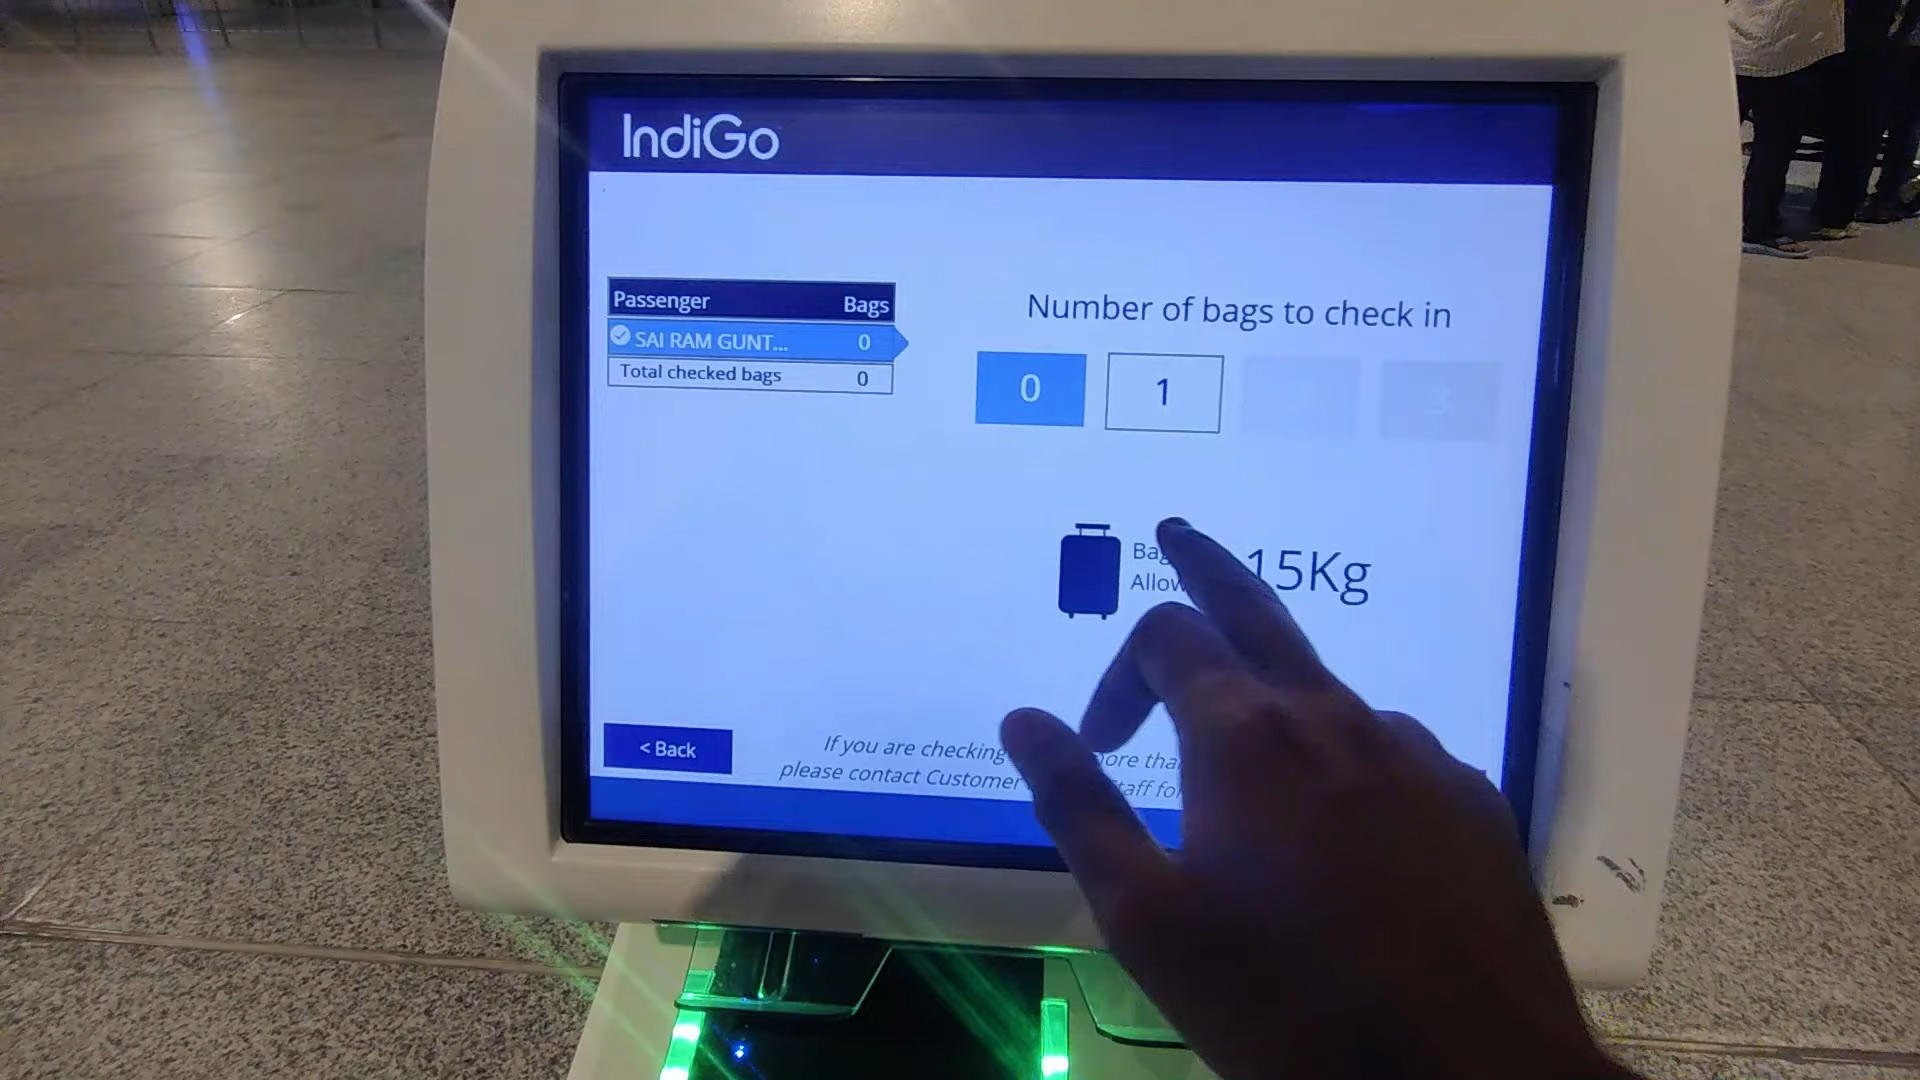 IndiGo
Passenger Bags
SAI RAM GUNT... 0
Total checked bags 0
Number of bags to check in
0 1 3
15Kg
< Back
If you are checking
please contact Customer